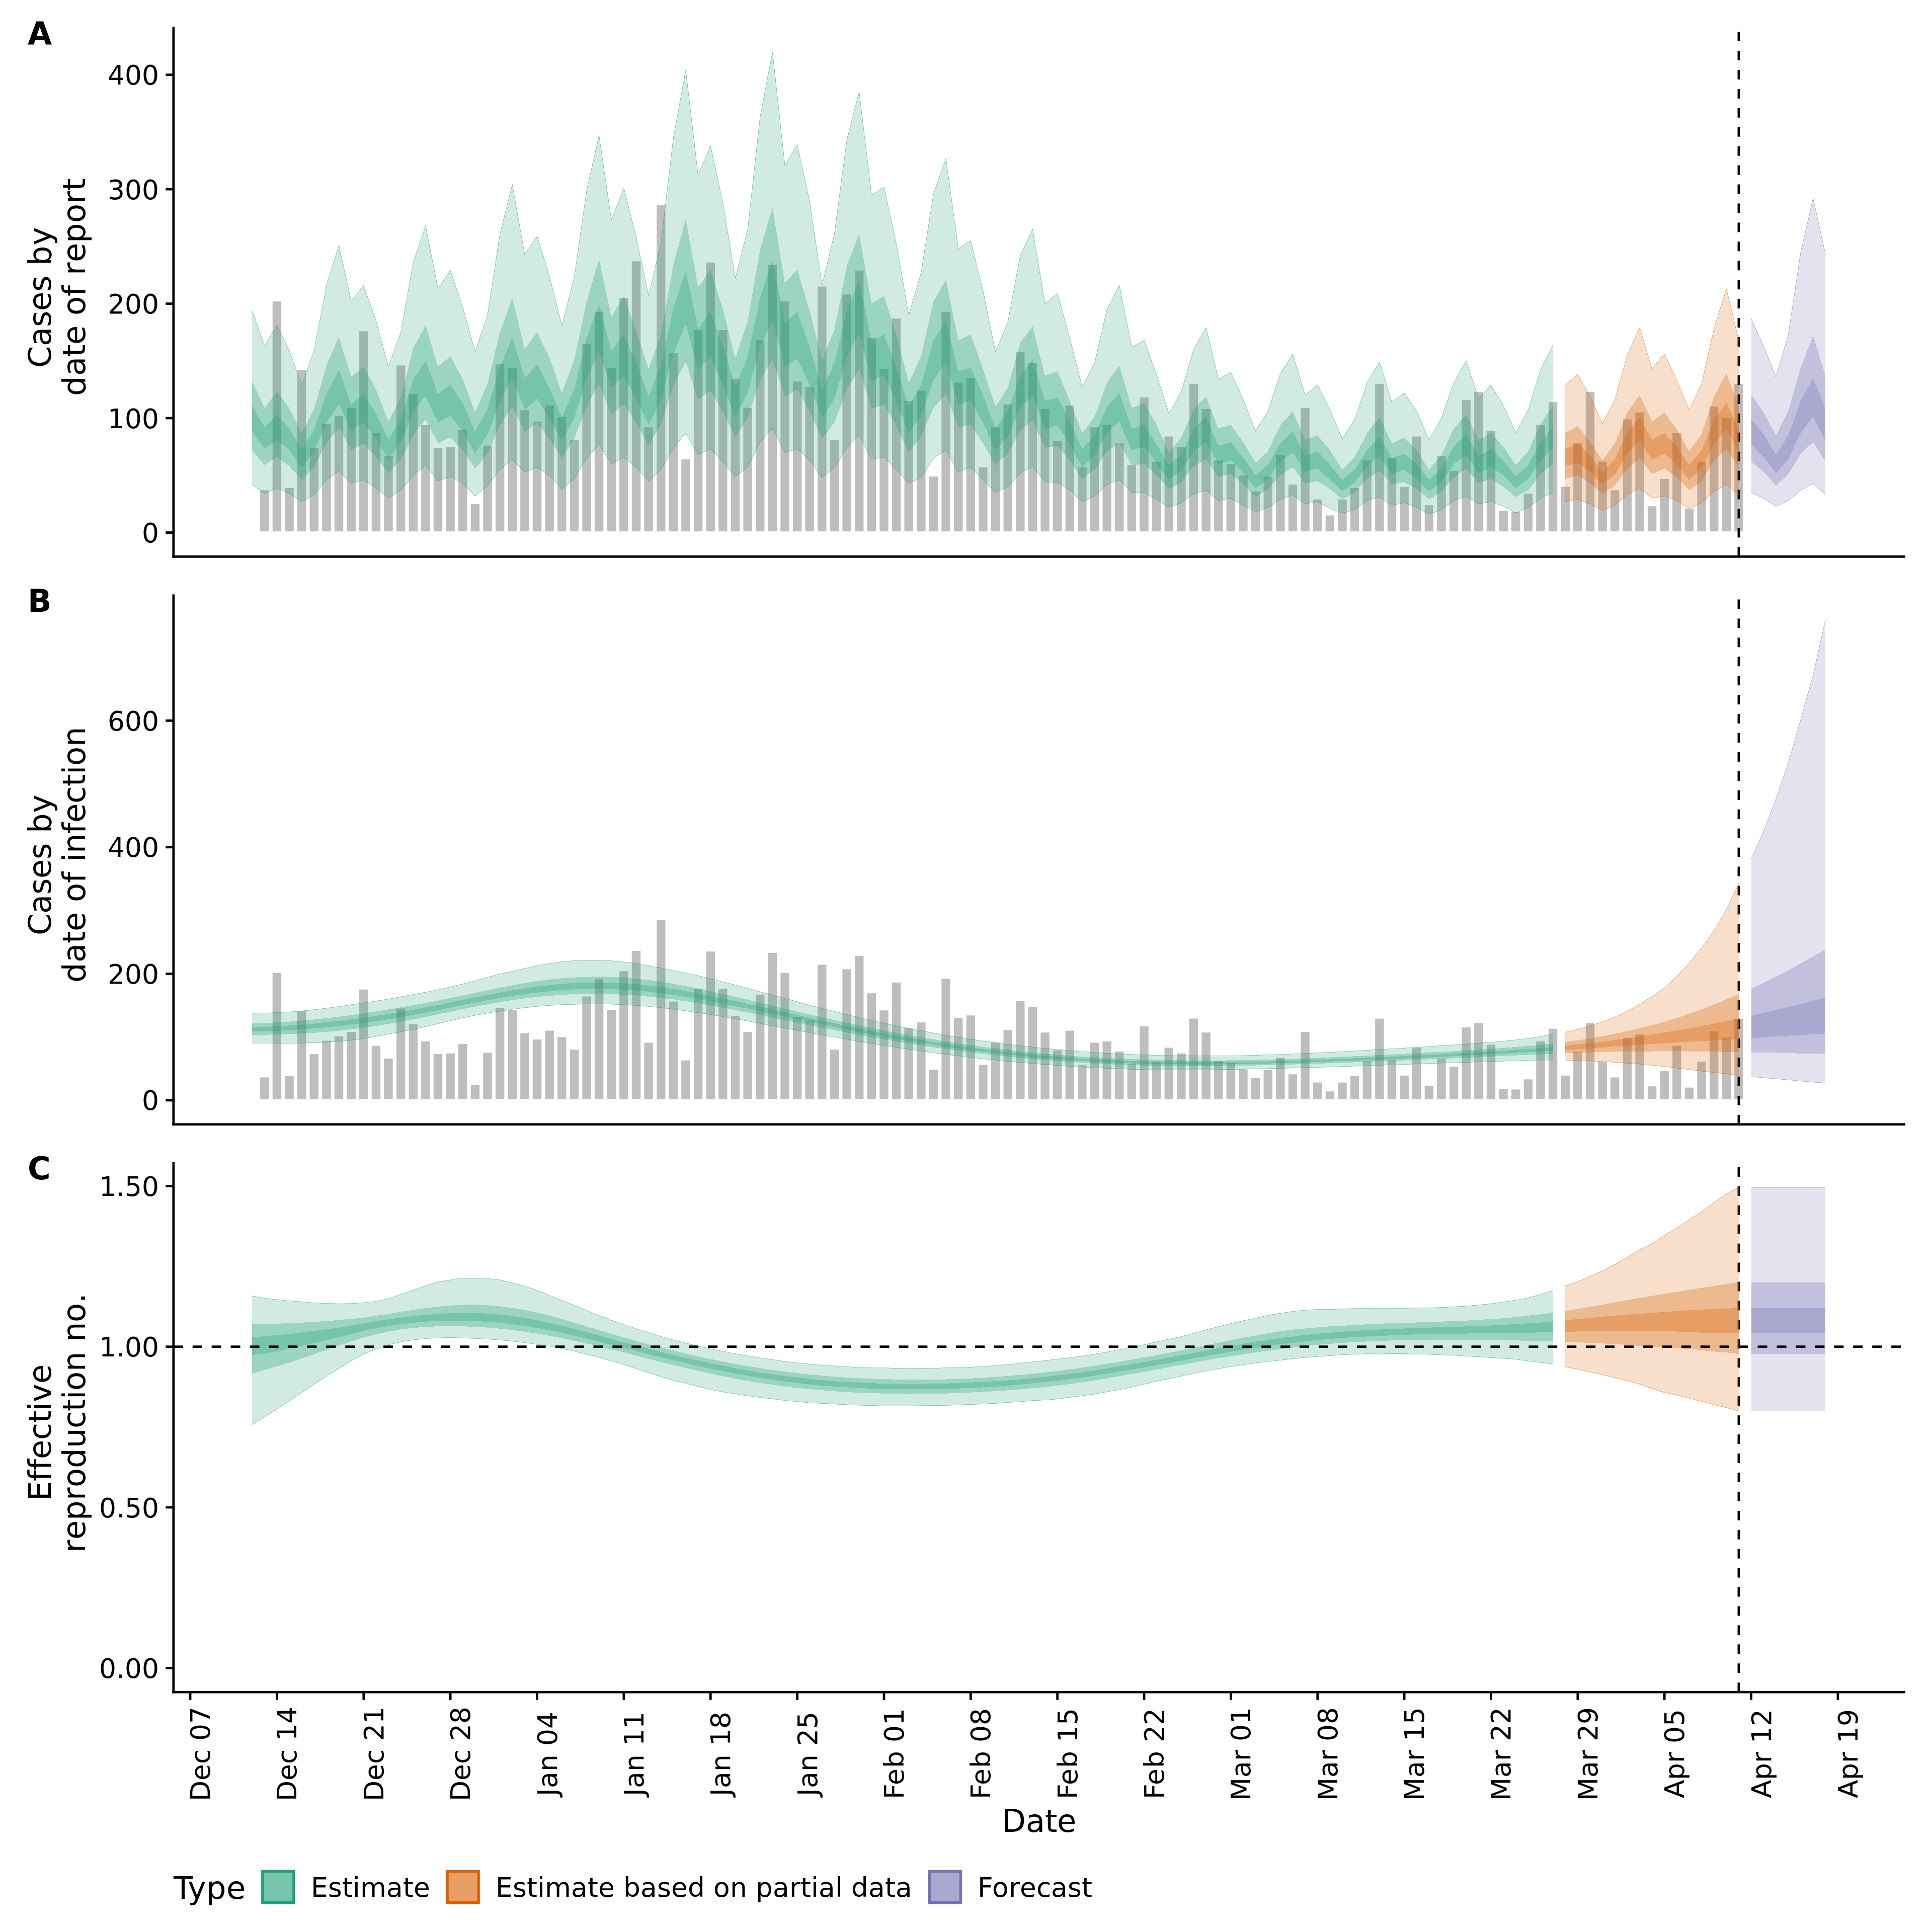 A
400
300
200
100
0
Cases by
date of report
B
600
400
200
0
Cases by
date of infection
C
1.50
1.00
0.50
0.00
Effective
reproduction no.
Dec 07
Dec 14
Dec 21
Dec 28
Jan 04
Jan 11
Jan 18
Jan 25
Feb 01
Feb 08
Feb 15
Feb 22
Mar 01
Mar 08
Mar 15
Mar 22
Mar 29
Apr 05
Apr 12
Apr 19
Date
Type Estimate Estimate based on partial data Forecast